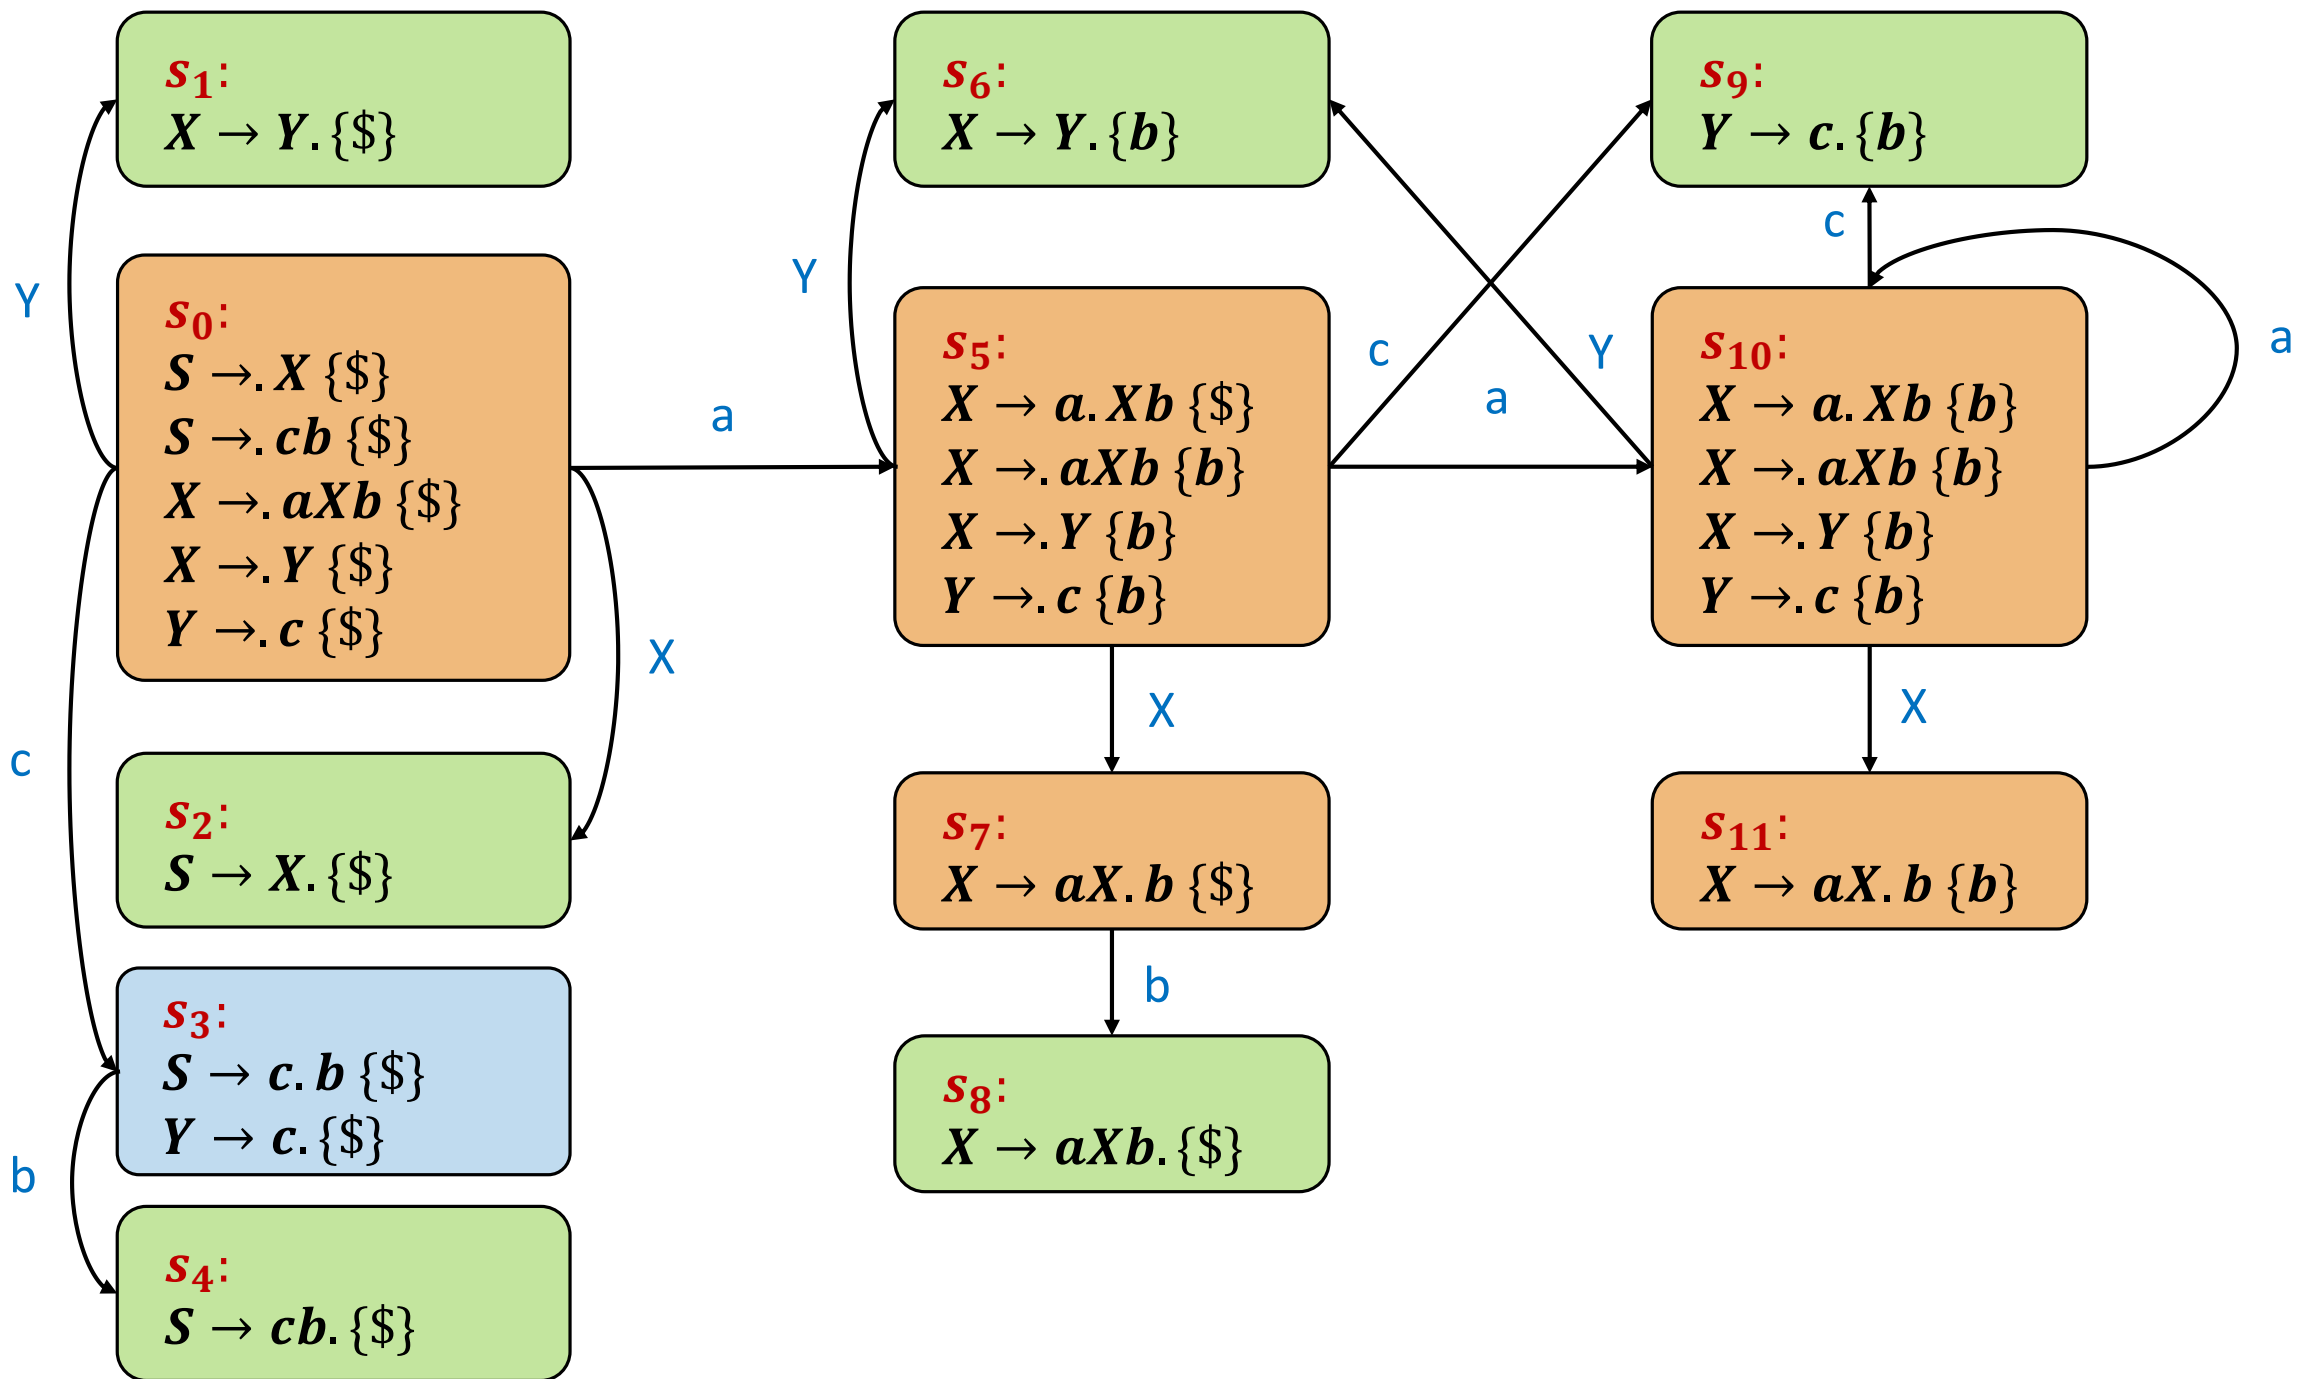 s₁:
X → Y. {$}
Y
s₀:
S →. X {$}
S →. cb {$}
X →. aXb {$}
X →. Y {$}
Y →. c {$}
a
X
c
s₂:
S → X. {$}
s₃:
S → c. b {$}
Y → c. {$}
b
s₄:
S → cb. {$}
s₆:
X → Y. {b}
Y
s₅:
X → a. Xb {$}
X →. aXb {b}
X →. Y {b}
Y →. c {b}
c
a
Y
X
s₇:
X → aX. b {$}
b
s₈:
X → aXb. {$}
s₉:
Y → c. {b}
c
a
s₁₀:
X → a. Xb {b}
X →. aXb {b}
X →. Y {b}
Y →. c {b}
X
s₁₁:
X → aX. b {b}